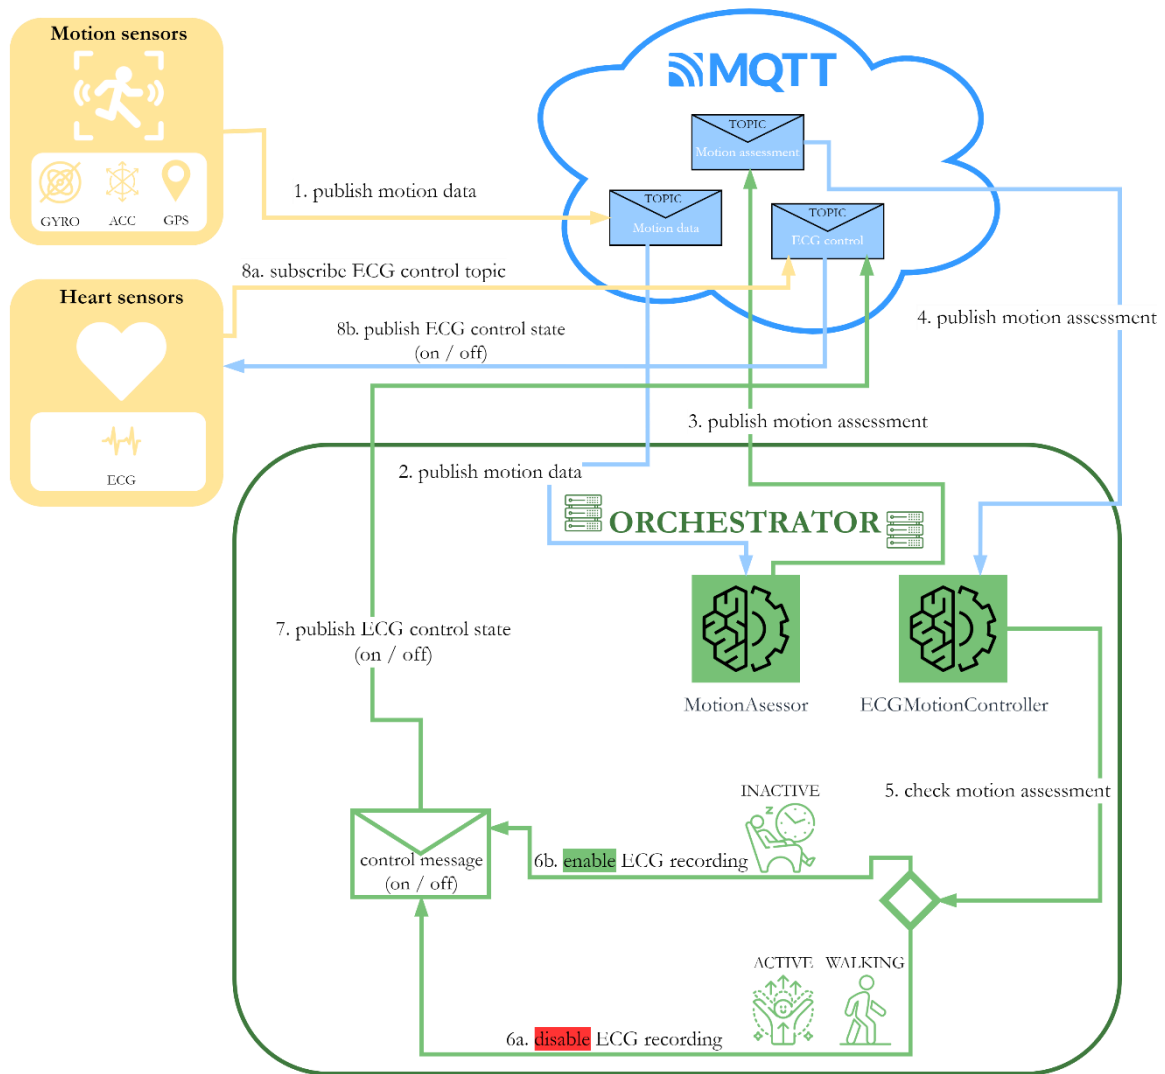 Motion sensors
GYRO
ACC
GPS
1. publish motion data
MQTT
TOPIC
Motion assessment
TOPIC
Motion data
TOPIC
ECG control
Heart sensors
ECG
8a. subscribe ECG control topic
8b. publish ECG control state
(on / off)
4. publish motion assessment
3. publish motion assessment
2. publish motion data
ORCHESTRATOR
MotionAsessor
ECGMotionController
7. publish ECG control state
(on / off)
5. check motion assessment
INACTIVE
z
6b. enable ECG recording
control message
(on / off)
ACTIVE
WALKING
6a. disable ECG recording